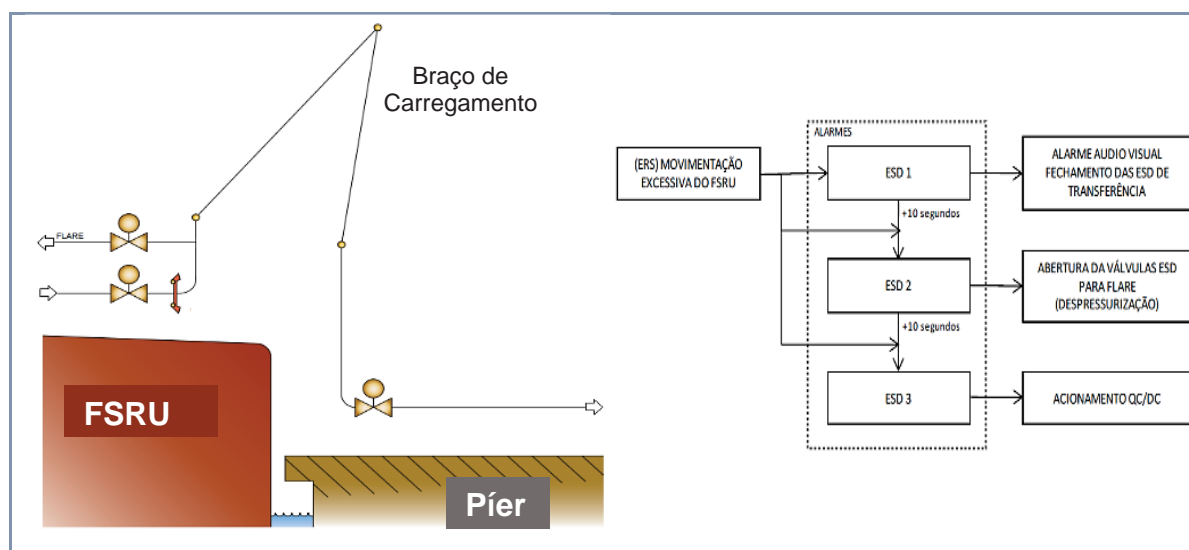 Braço de
Carregamento
FLARE
FSRU
Píer
ALARMES
(ERS) MOVIMENTAÇÃO
EXCESSIVA DO FSRU
ESD 1
ALARME AUDIO VISUAL
FECHAMENTO DAS ESD DE
TRANSFERÊNCIA
+10 segundos
ESD 2
ABERTURA DA VÁLVULAS ESD
PARA FLARE
(DESPRESSURIZAÇÃO)
+10 segundos
ESD 3
ACIONAMENTO QC/DC